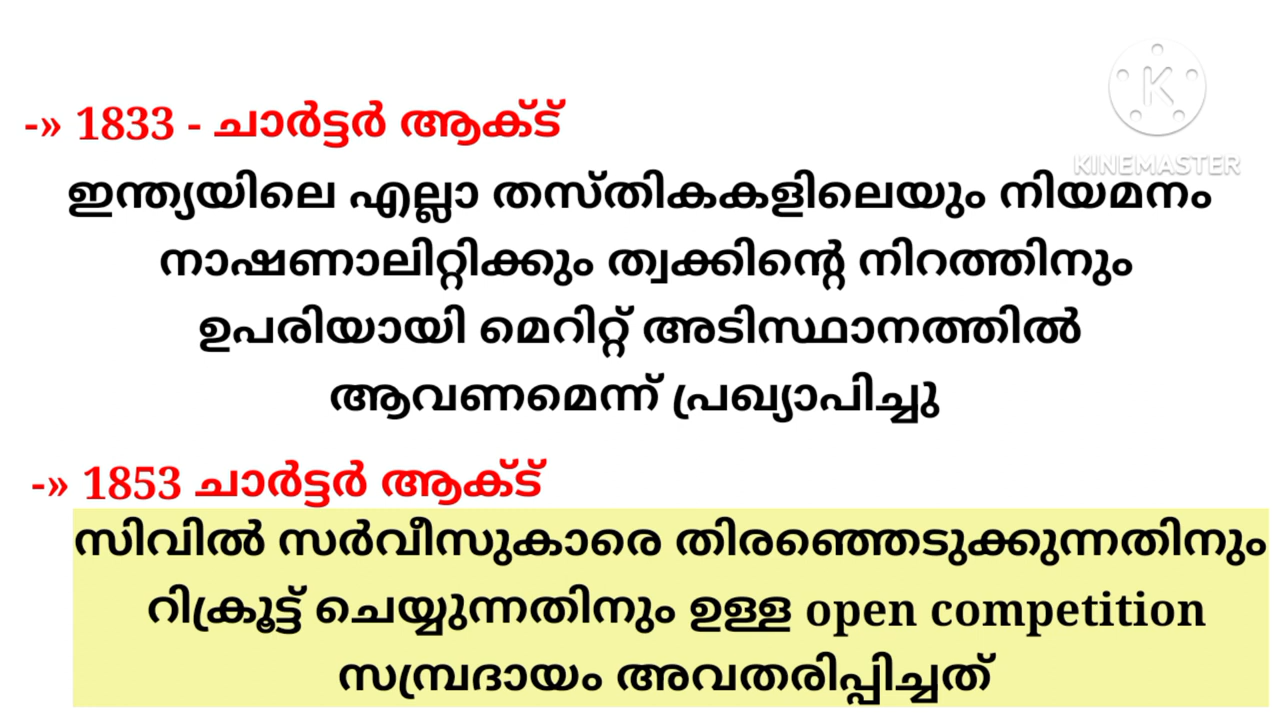 -» 1833 - ചാർട്ടർ ആക്ട്
KINEMASTER
ഇന്ത്യയിലെ എല്ലാ തസ്തികകളിലെയും നിയമനം
നാഷണാലിറ്റിക്കും ത്വക്കിന്റെ നിറത്തിനും
ഉപരിയായി മെറിറ്റ് അടിസ്ഥാനത്തിൽ
ആവണമെന്ന് പ്രഖ്യാപിച്ചു
-» 1853 ചാർട്ടർ ആക്ട്
സിവിൽ സർവീസുകാരെ തിരഞ്ഞെടുക്കുന്നതിനും
റിക്രൂട്ട് ചെയ്യുന്നതിനും ഉള്ള open competition
സമ്പ്രദായം അവതരിപ്പിച്ചത്